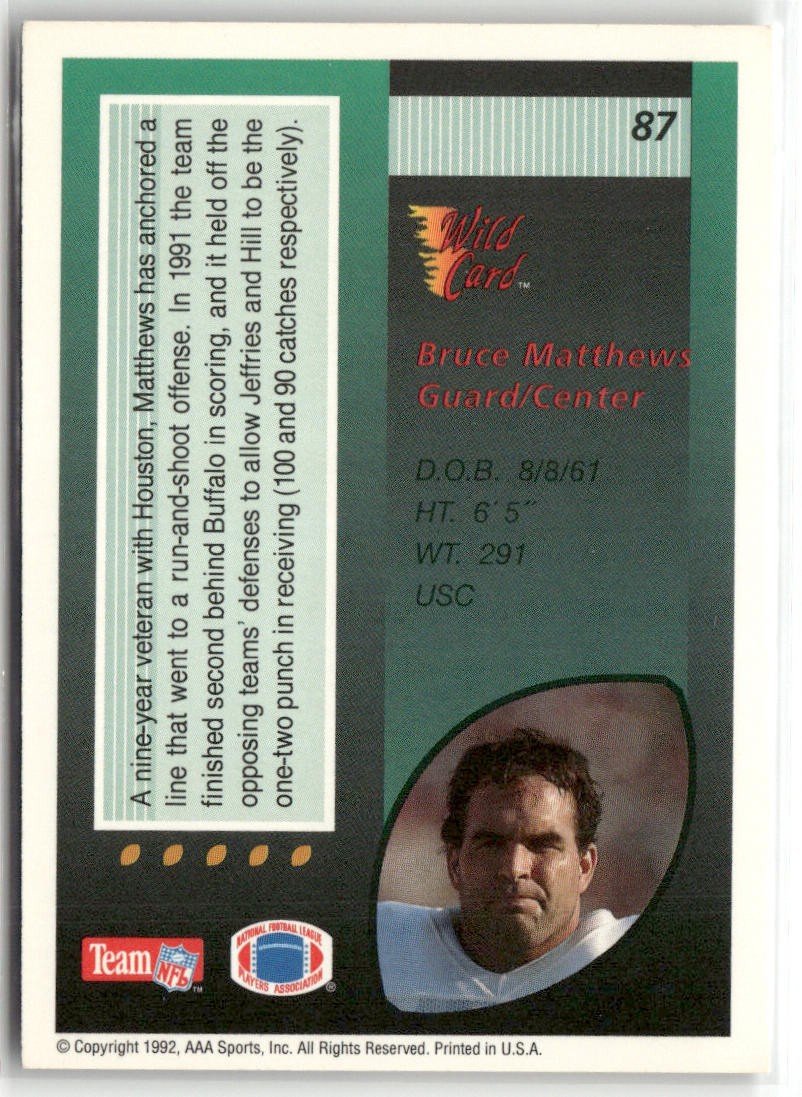 87
Wild
Card™
Bruce Matthews
Guard/Center
D.O.B. 8/8/61
HT. 6' 5"
WT. 291
USC
A nine-year veteran with Houston, Matthews has anchored a
line that went to a run-and-shoot offense. In 1991 the team
finished second behind Buffalo in scoring, and it held off the
opposing teams' defenses to allow Jeffries and Hill to be the
one-two punch in receiving (100 and 90 catches respectively).
Team NFL™
NATIONAL FOOTBALL LEAGUE
PLAYERS ASSOCIATION®
© Copyright 1992, AAA Sports, Inc. All Rights Reserved. Printed in U.S.A.